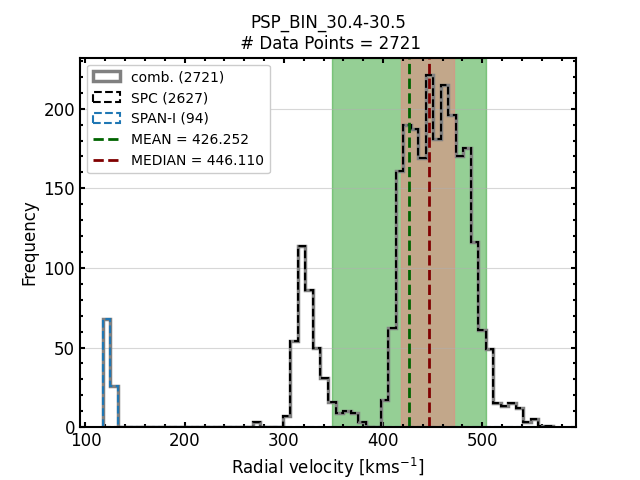 PSP_BIN_30.4-30.5
# Data Points = 2721
comb. (2721)
SPC (2627)
SPAN-I (94)
MEAN = 426.252
MEDIAN = 446.110
Frequency
200
150
100
50
0
100 200 300 400 500
Radial velocity [kms⁻¹]